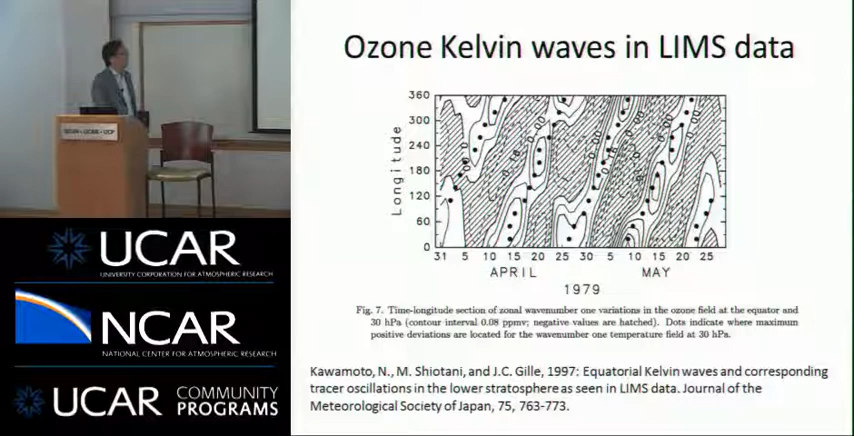 Ozone Kelvin waves in LIMS data
360
300
240
180
120
60
0
Longitude
31 5 10 15 20 25 30 5 10 15 20 25
APRIL MAY
1979
Fig. 7. Time-longitude section of zonal wavenumber one variations in the ozone field at the equator and
30 hPa (contour interval 0.08 ppmv; negative values are hatched). Dots indicate where maximum
positive deviations are located for the wavenumber one temperature field at 30 hPa.
Kawamoto, N., M. Shiotani, and J.C. Gille, 1997: Equatorial Kelvin waves and corresponding
tracer oscillations in the lower stratosphere as seen in LIMS data. Journal of the
Meteorological Society of Japan, 75, 763-773.
UCAR
UNIVERSITY CORPORATION FOR ATMOSPHERIC RESEARCH
NCAR
NATIONAL CENTER FOR ATMOSPHERIC RESEARCH
UCAR COMMUNITY
PROGRAMS